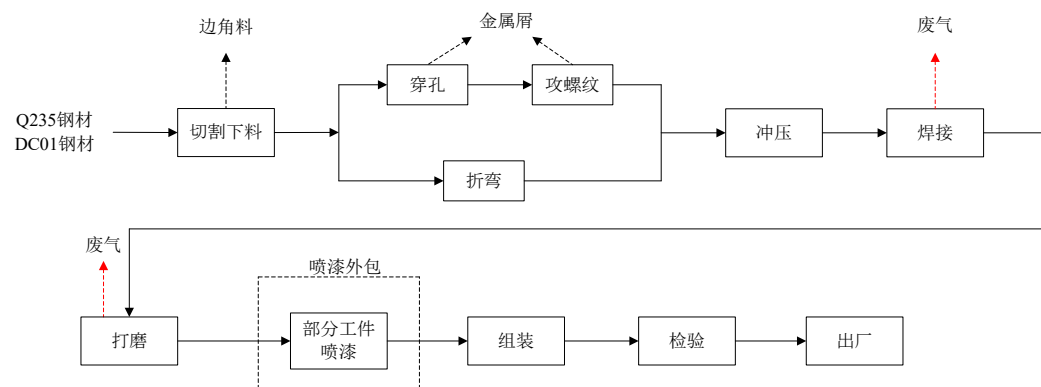 边角料
金属屑
废气
穿孔
攻螺纹
Q235钢材
DC01钢材
切割下料
冲压
焊接
折弯
废气
喷漆外包
打磨
部分工件
喷漆
组装
检验
出厂